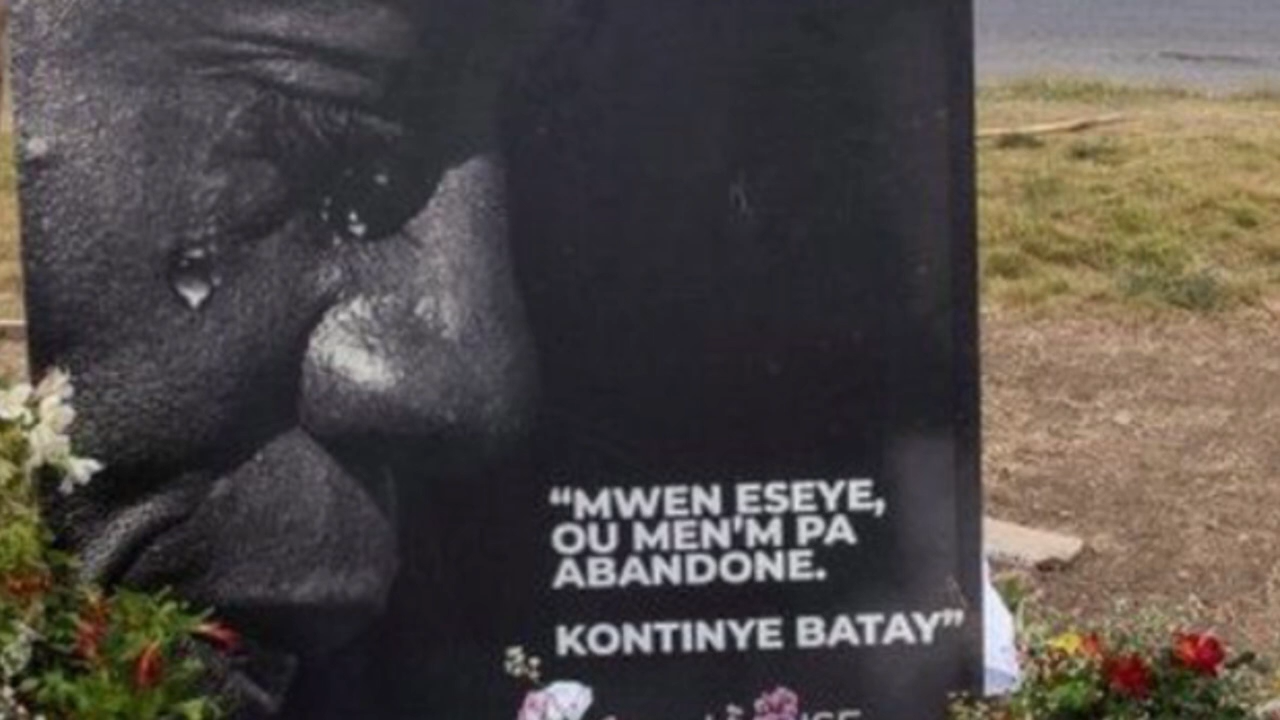 “MWEN ESEYE,
OU MEN’M PA
ABANDONE.
KONTINYE BATAY”